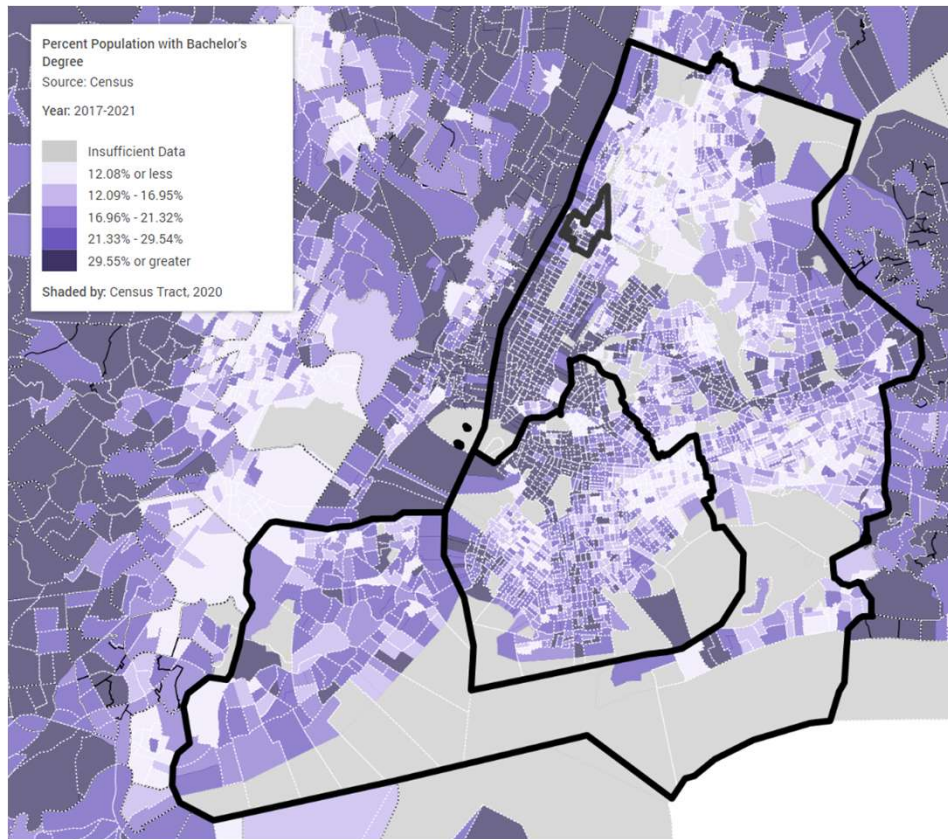 Percent Population with Bachelor's
Degree
Source: Census
Year: 2017-2021
Insufficient Data
12.08% or less
12.09% - 16.95%
16.96% - 21.32%
21.33% - 29.54%
29.55% or greater
Shaded by: Census Tract, 2020